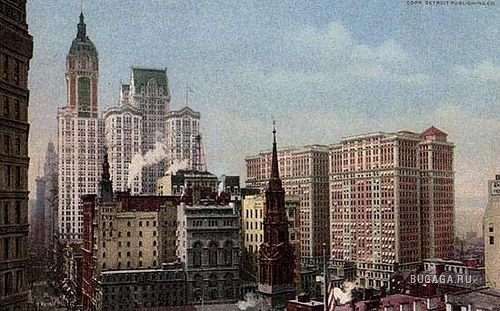 COPR. DETROIT PUBLISHING CO.
BUGAGA.RU